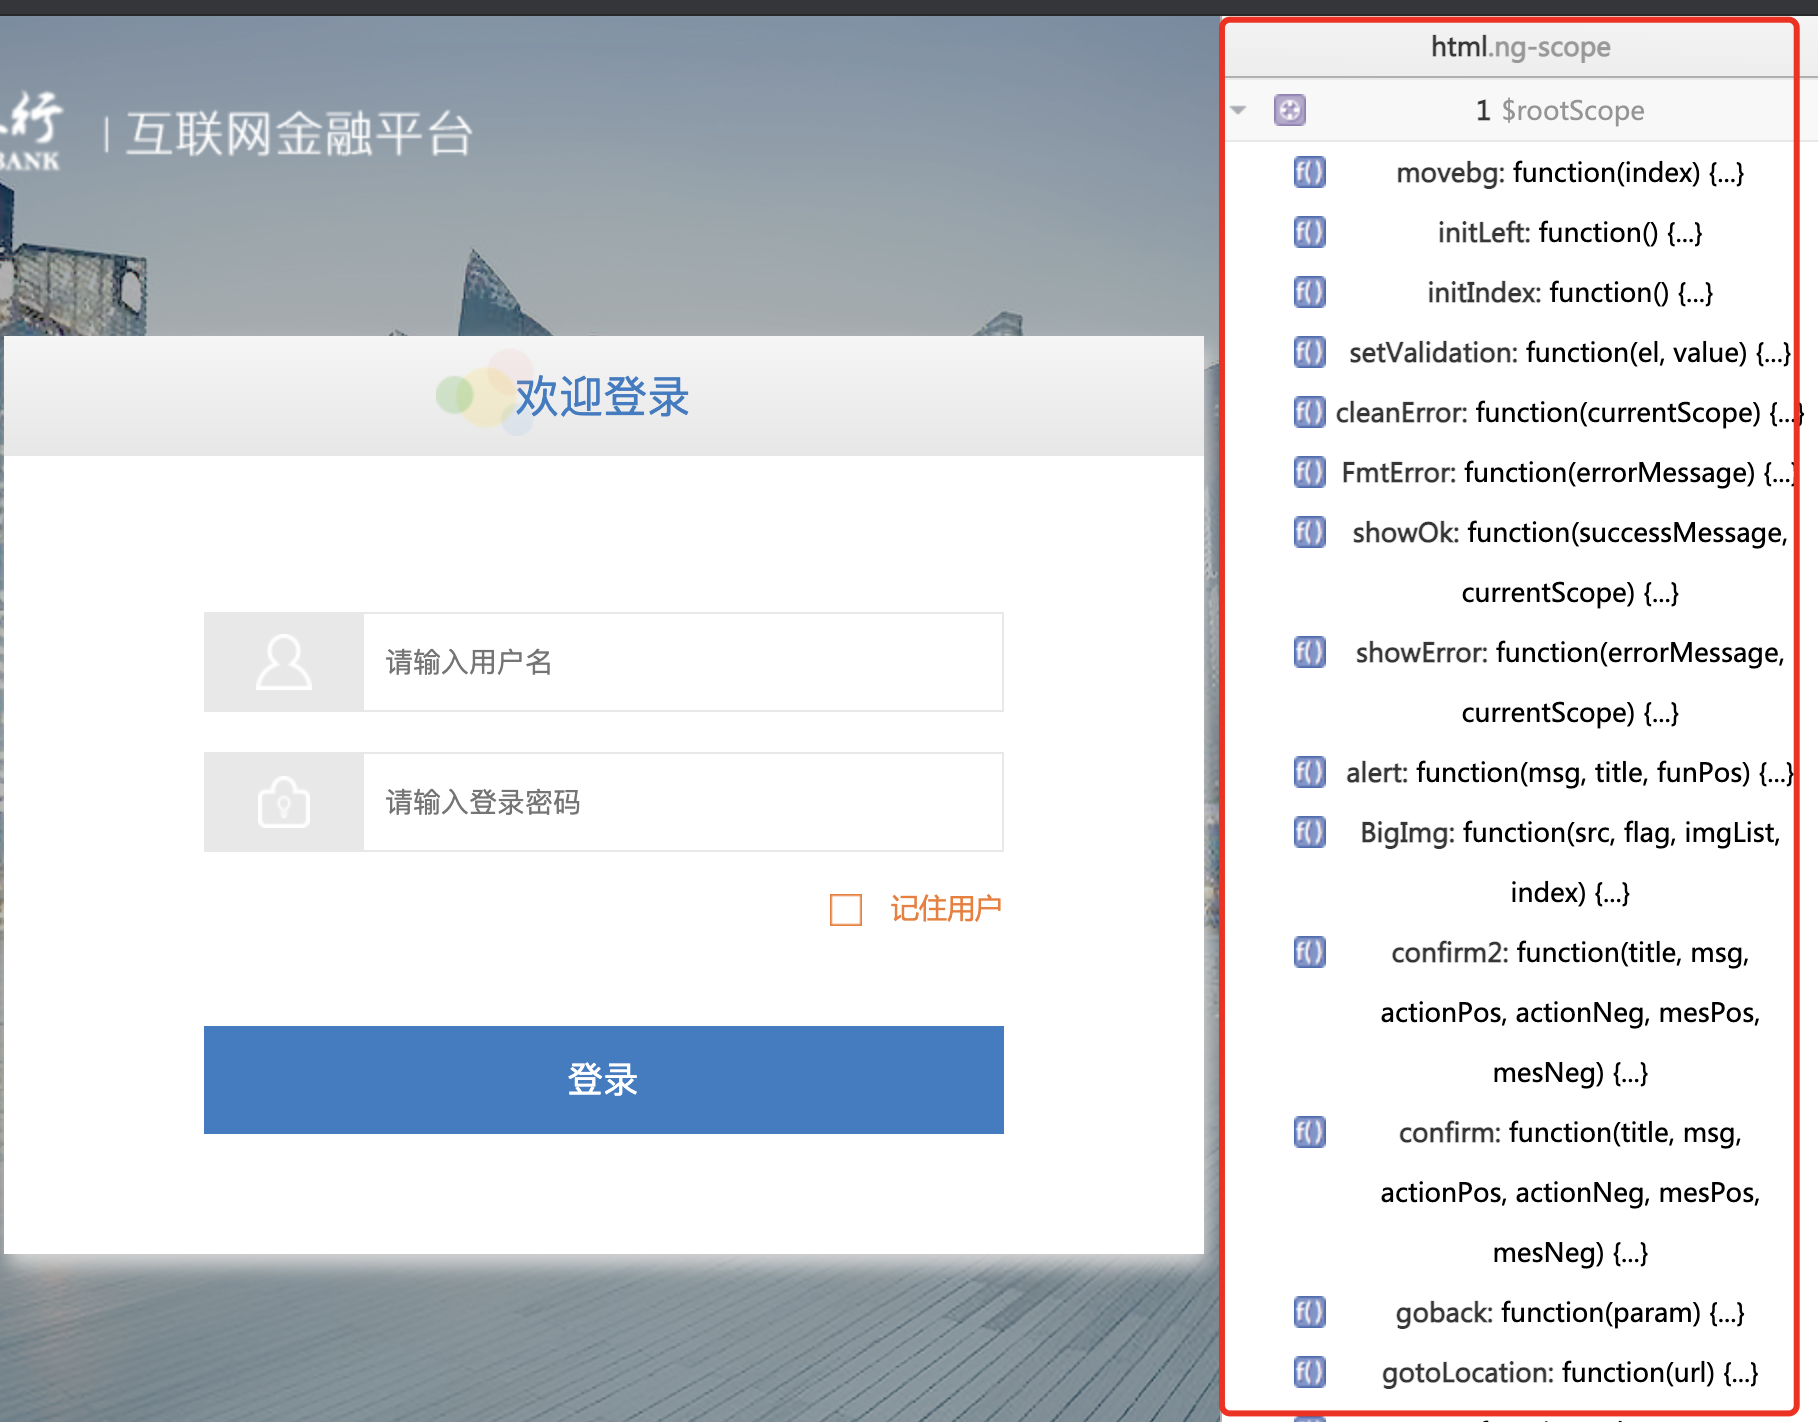 行
BANK
互联网金融平台
欢迎登录
请输入用户名
请输入登录密码
记住用户
登录
html.ng-scope
1 $rootScope
f() movebg: function(index) {...}
f() initLeft: function() {...}
f() initIndex: function() {...}
f() setValidation: function(el, value) {...}
f() cleanError: function(currentScope) {...}
f() FmtError: function(errorMessage) {...}
f() showOk: function(successMessage,
currentScope) {...}
f() showError: function(errorMessage,
currentScope) {...}
f() alert: function(msg, title, funPos) {...}
f() BigImg: function(src, flag, imgList,
index) {...}
f() confirm2: function(title, msg,
actionPos, actionNeg, mesPos,
mesNeg) {...}
f() confirm: function(title, msg,
actionPos, actionNeg, mesPos,
mesNeg) {...}
f() goback: function(param) {...}
f() gotoLocation: function(url) {...}